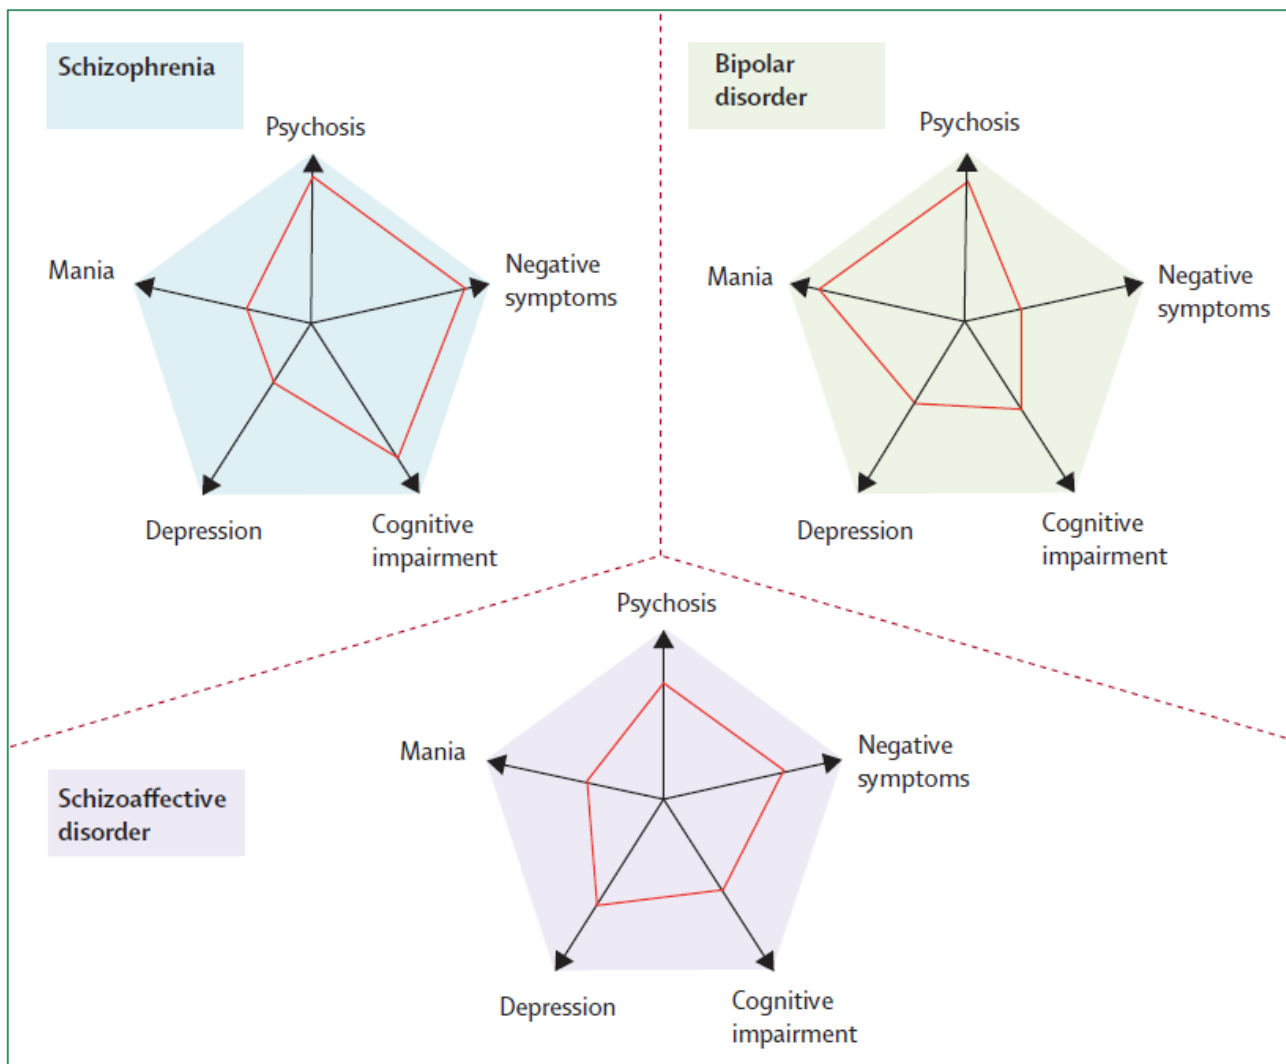 Schizophrenia
Psychosis
Mania
Negative
symptoms
Depression
Cognitive
impairment
Bipolar
disorder
Psychosis
Mania
Negative
symptoms
Depression
Cognitive
impairment
Schizoaffective
disorder
Psychosis
Mania
Negative
symptoms
Depression
Cognitive
impairment